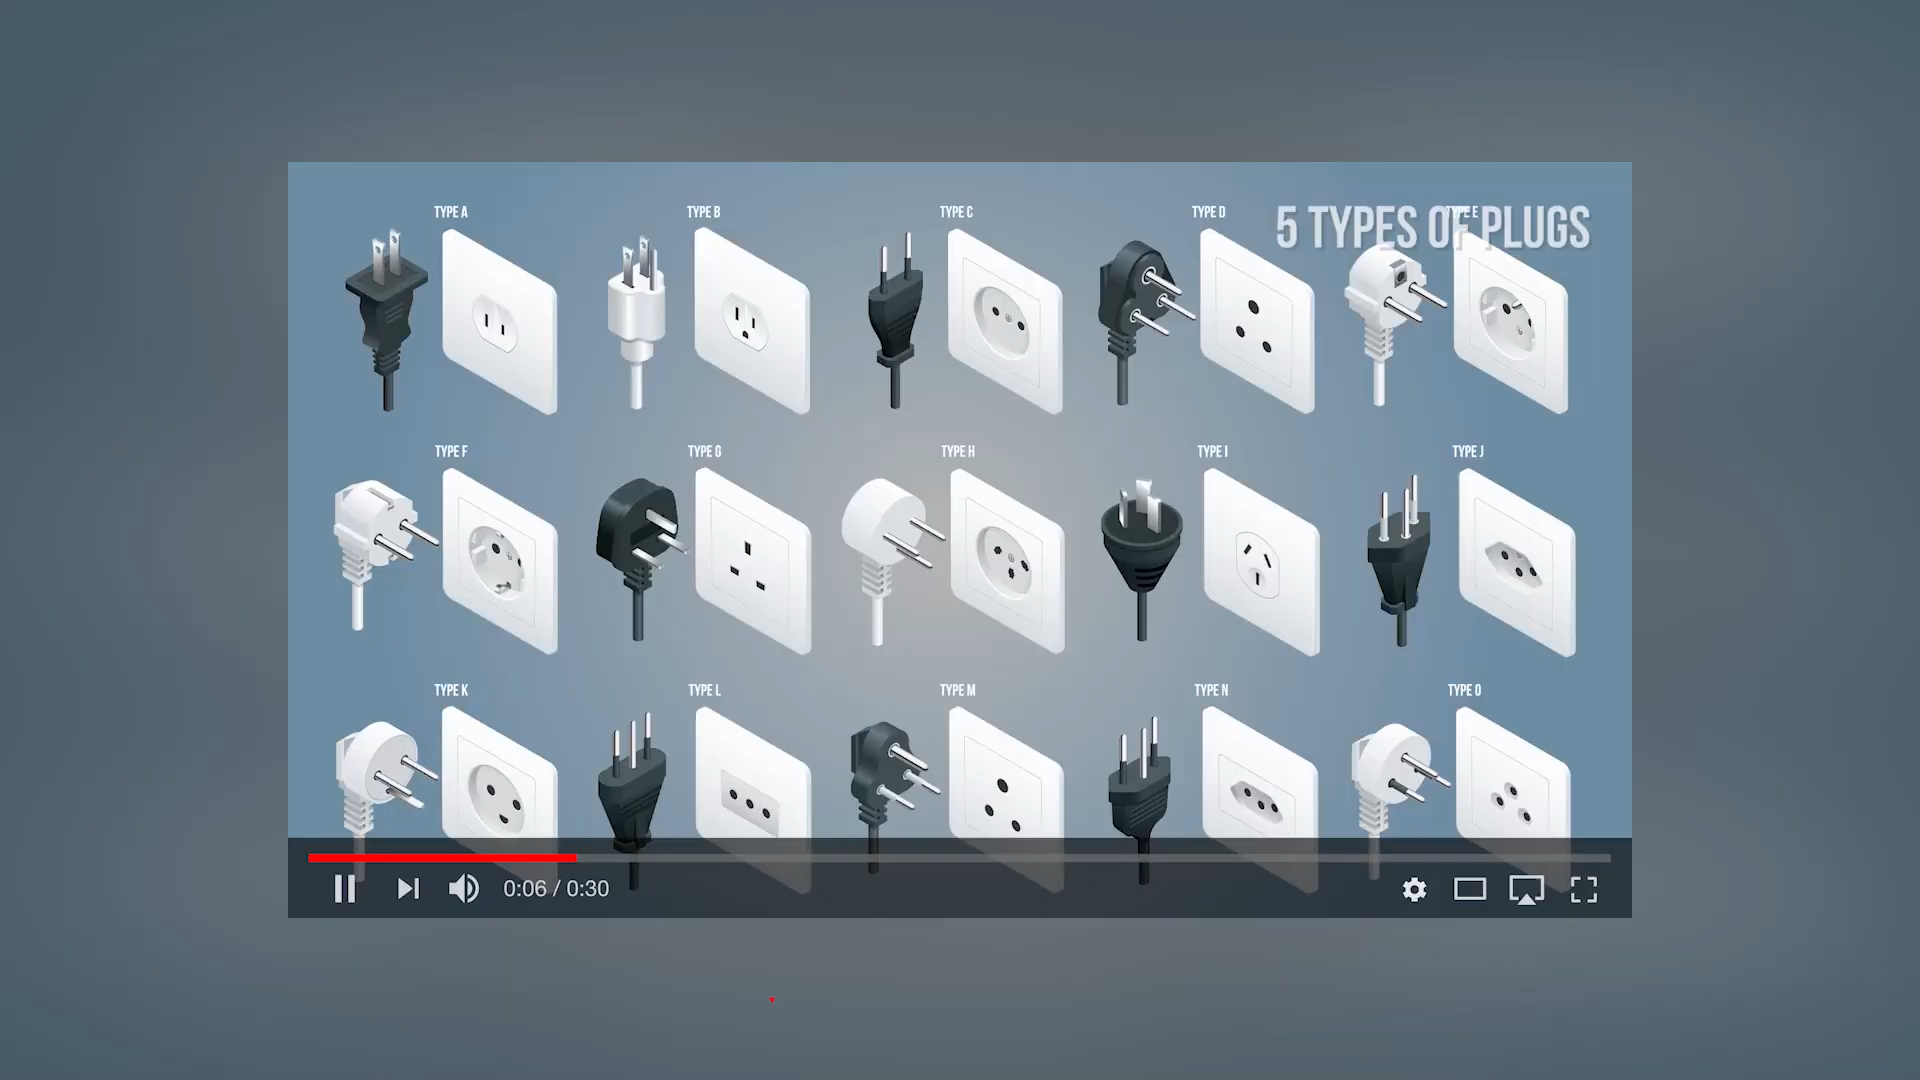 TYPE A
TYPE B
TYPE C
TYPE D
TYPE E
5 TYPES OF PLUGS
TYPE F
TYPE G
TYPE H
TYPE I
TYPE J
TYPE K
TYPE L
TYPE M
TYPE N
TYPE O
0:06 / 0:30